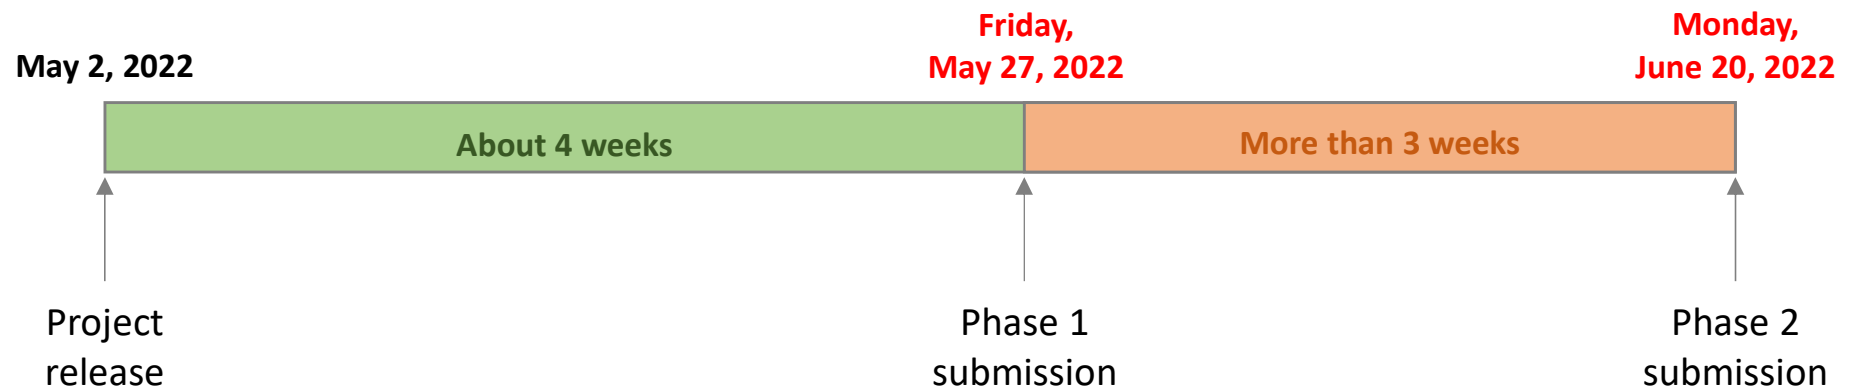 May 2, 2022
Friday,
May 27, 2022
Monday,
June 20, 2022
About 4 weeks
More than 3 weeks
Project
release
Phase 1
submission
Phase 2
submission